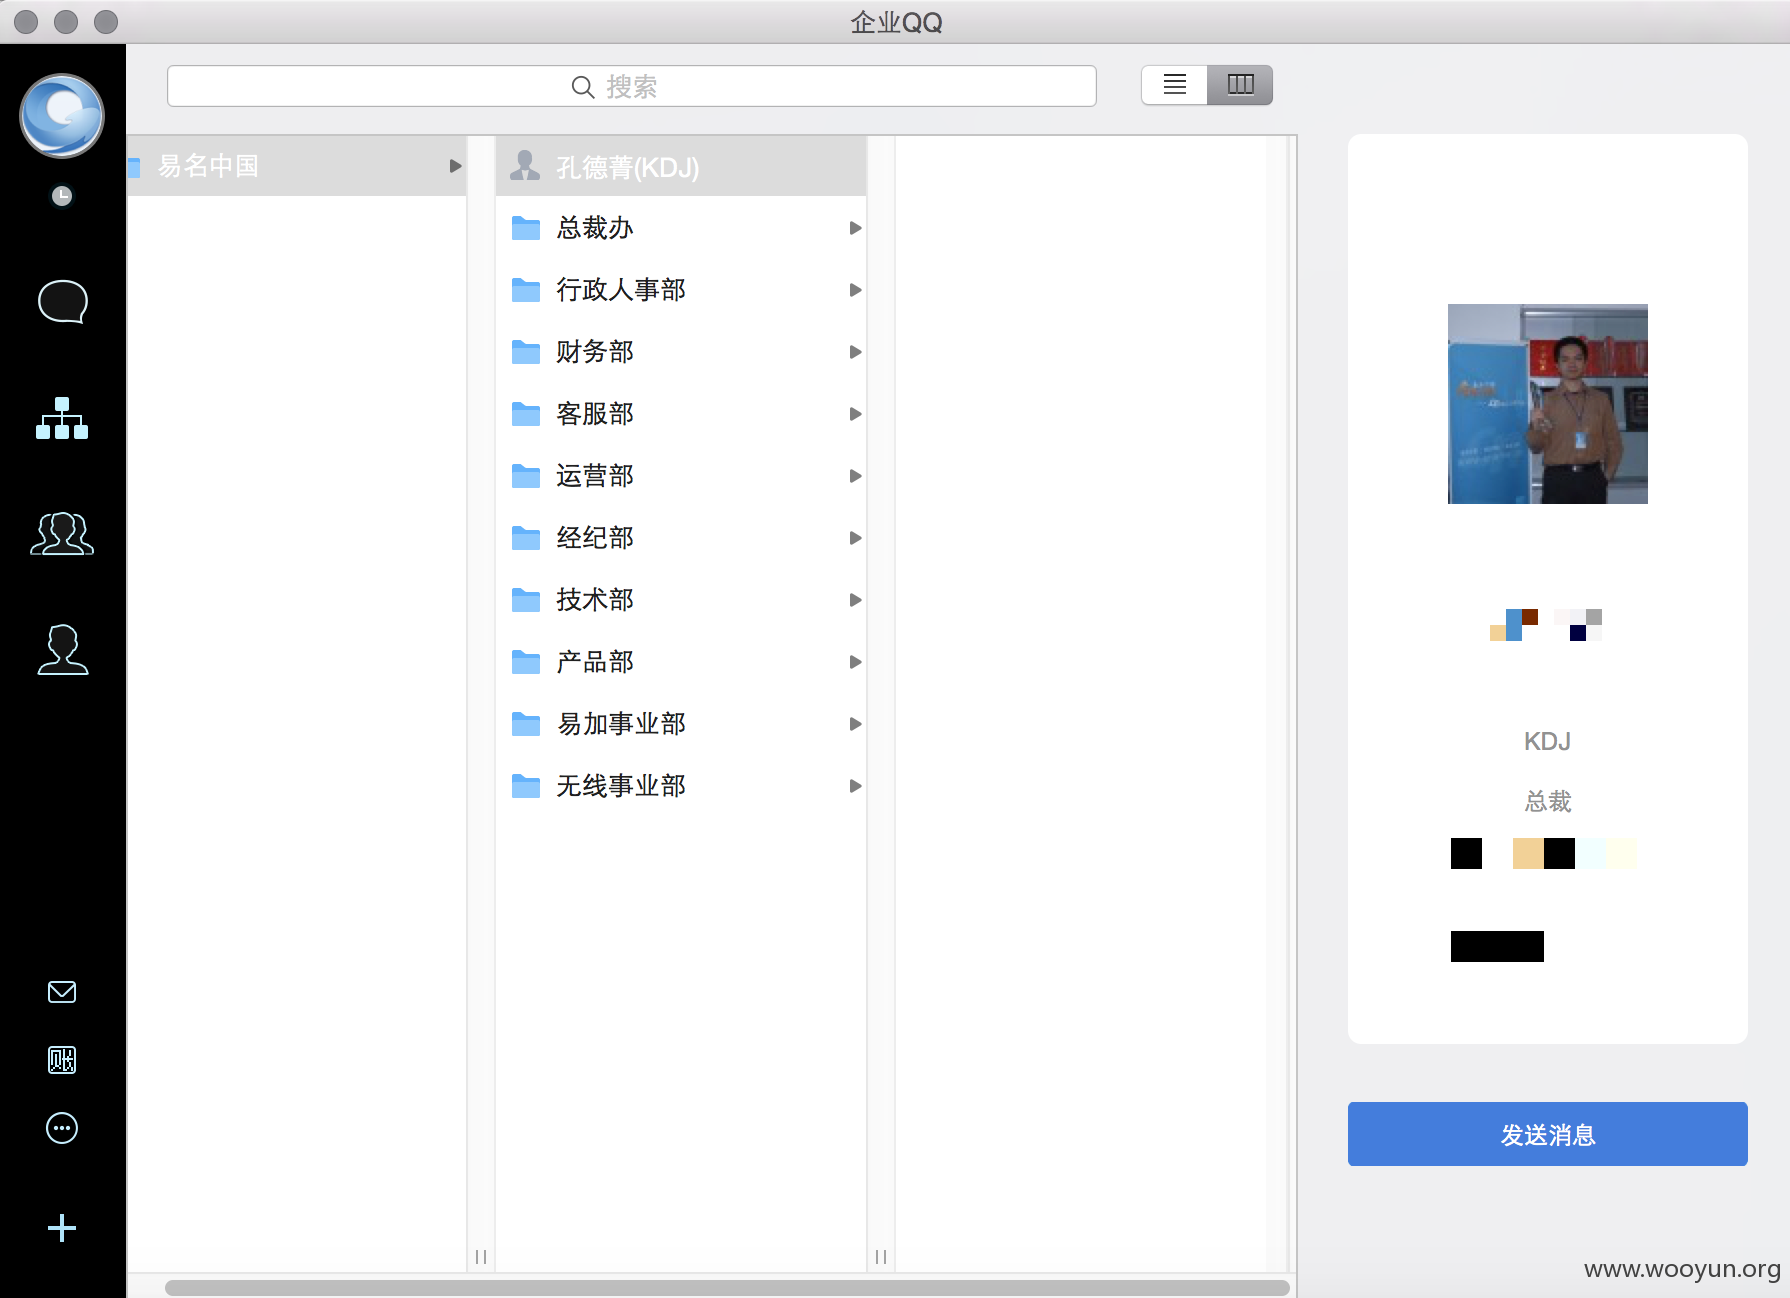 企业QQ
搜索
易名中国
孔德菁(KDJ)
总裁办
行政人事部
财务部
客服部
运营部
经纪部
技术部
产品部
易加事业部
无线事业部
KDJ
总裁
发送消息
www.wooyun.org